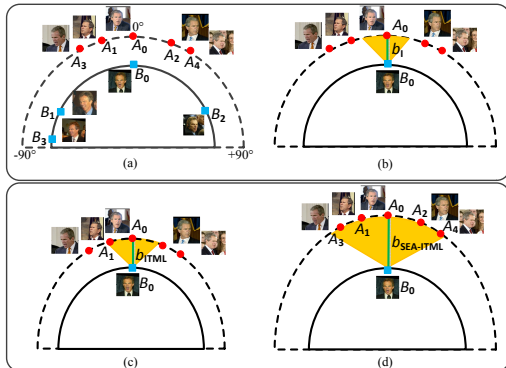 0°
A3 A1 A0 A2 A4
B0
B1 B2
B3
-90° +90°
(a)
A0
bI
B0
(b)
A0
A1 bITML
B0
(c)
A0
A3 A1 A2 A4
bSEA-ITML
B0
(d)